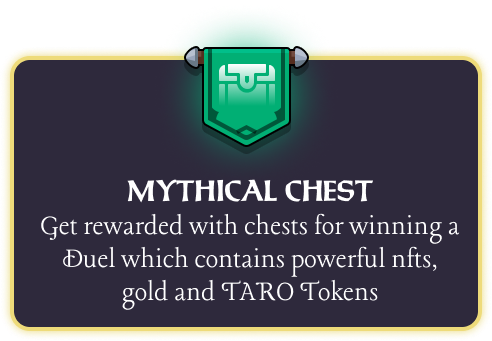 MYTHICAL CHEST
Get rewarded with chests for winning a
Duel which contains powerful nfts,
gold and TARO Tokens